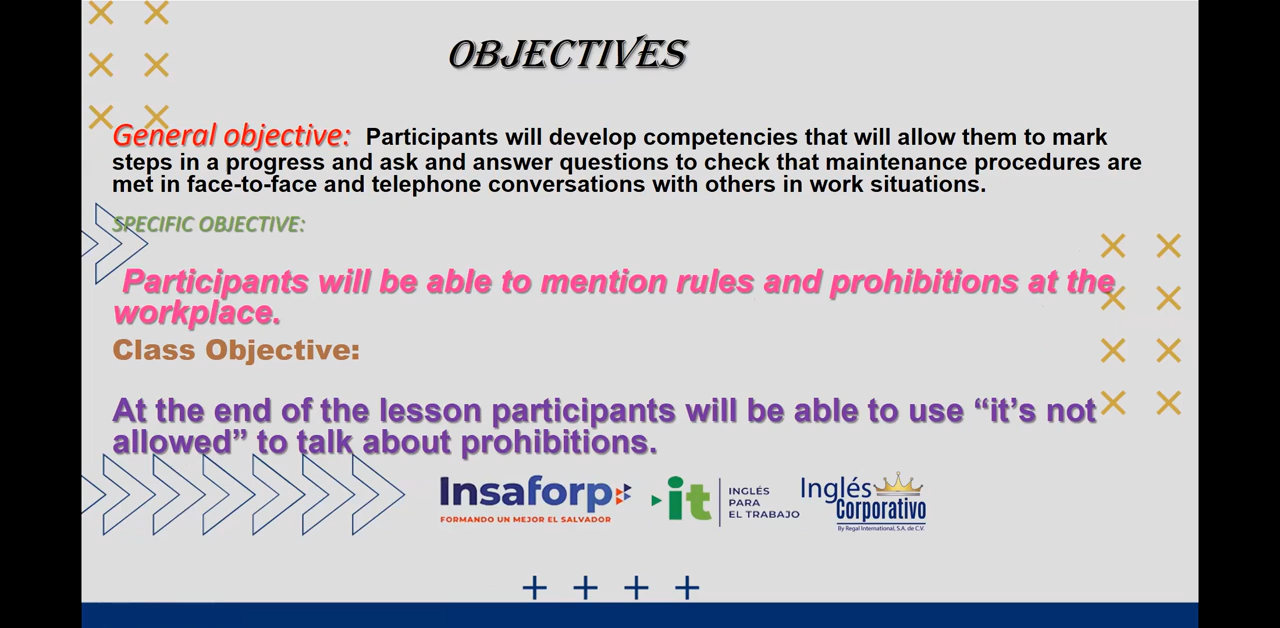 OBJECTIVES
General objective: Participants will develop competencies that will allow them to mark
steps in a progress and ask and answer questions to check that maintenance procedures are
met in face-to-face and telephone conversations with others in work situations.
SPECIFIC OBJECTIVE:
Participants will be able to mention rules and prohibitions at the
workplace.
Class Objective:
At the end of the lesson participants will be able to use “it’s not
allowed” to talk about prohibitions.
Insaforp
FORMANDO UN MEJOR EL SALVADOR
it
INGLÉS
PARA
EL TRABAJO
Inglés
Corporativo
By Regal International, S.A. de C.V.